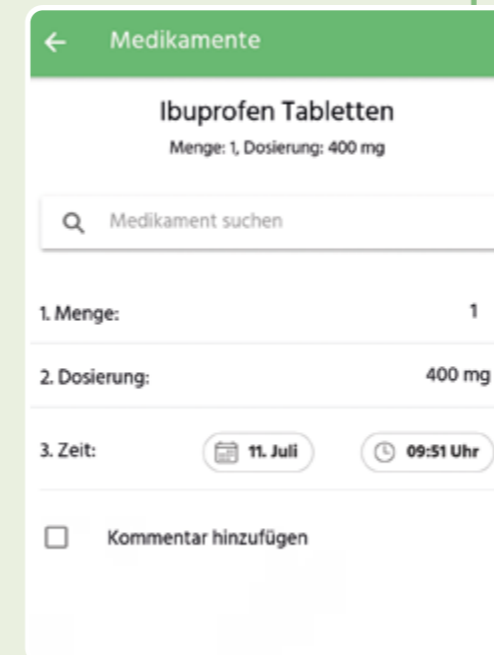 Medikamente
Ibuprofen Tabletten
Menge: 1, Dosierung: 400 mg
Medikament suchen
1. Menge: 1
2. Dosierung: 400 mg
3. Zeit: 11. Juli 09:51 Uhr
Kommentar hinzufügen